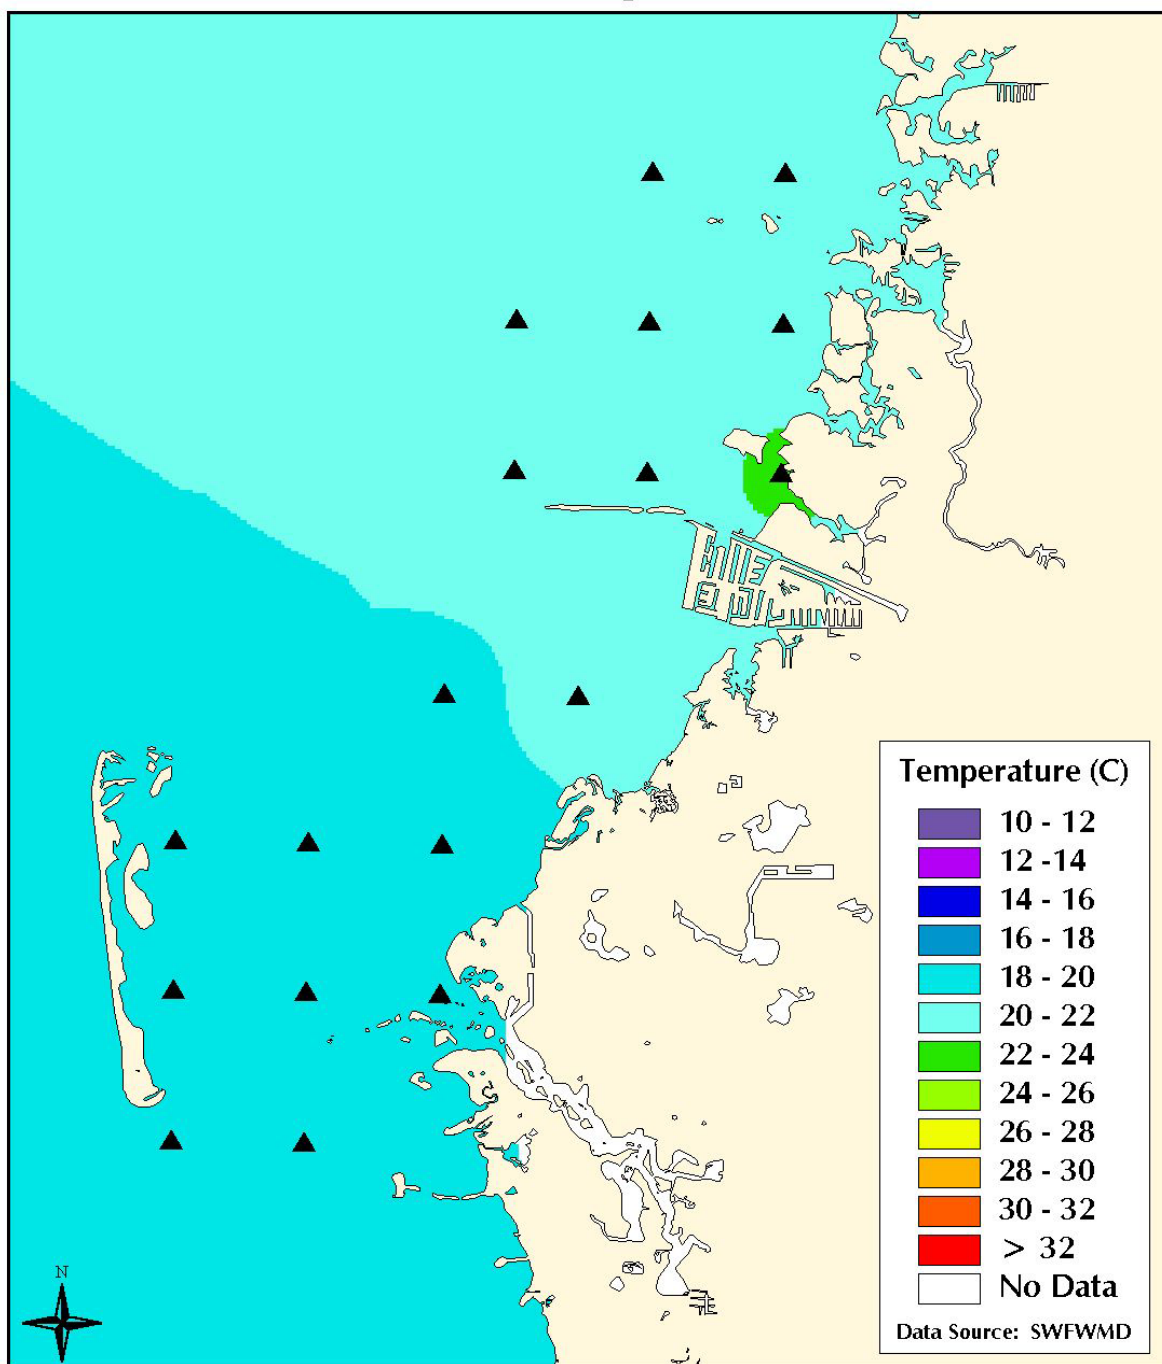 Temperature (C)
10 - 12
12 -14
14 - 16
16 - 18
18 - 20
20 - 22
22 - 24
24 - 26
26 - 28
28 - 30
30 - 32
> 32
No Data
Data Source: SWFWMD
N